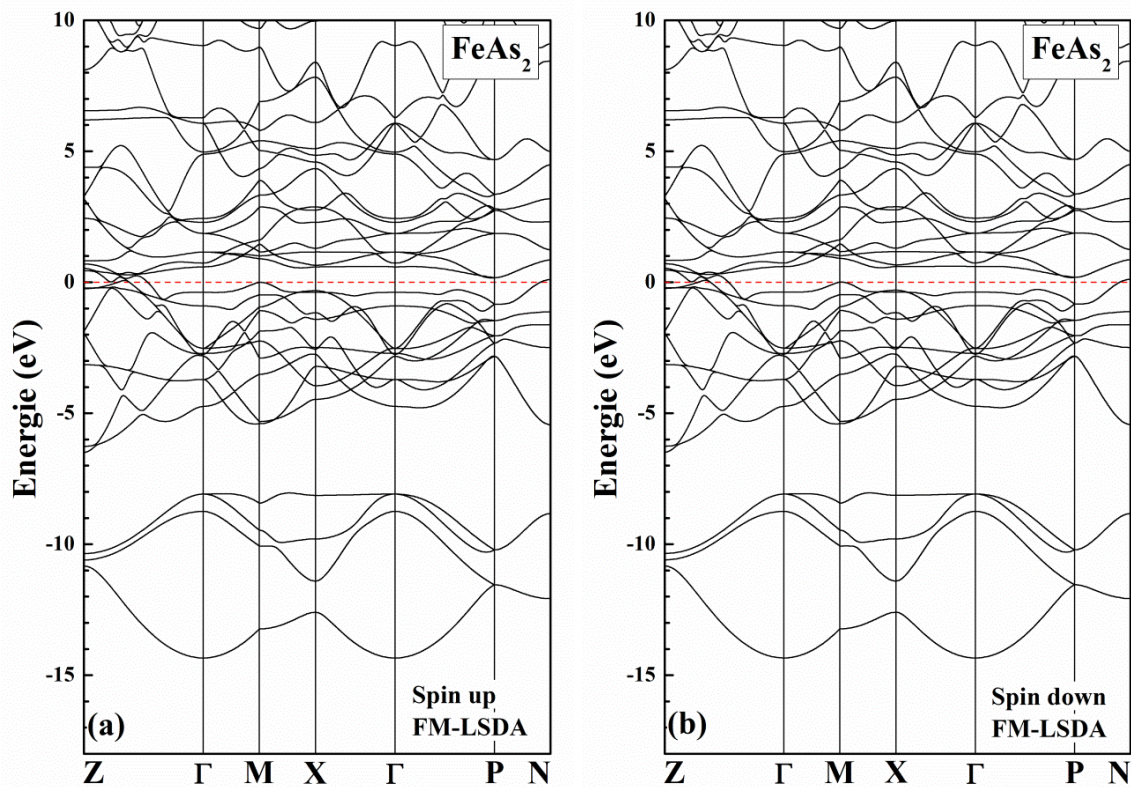 10
5
0
-5
-10
-15
Energie (eV)
FeAs₂
Spin up
FM-LSDA
(a)
Z Γ M X Γ P N
10
5
0
-5
-10
-15
Energie (eV)
FeAs₂
Spin down
FM-LSDA
(b)
Z Γ M X Γ P N